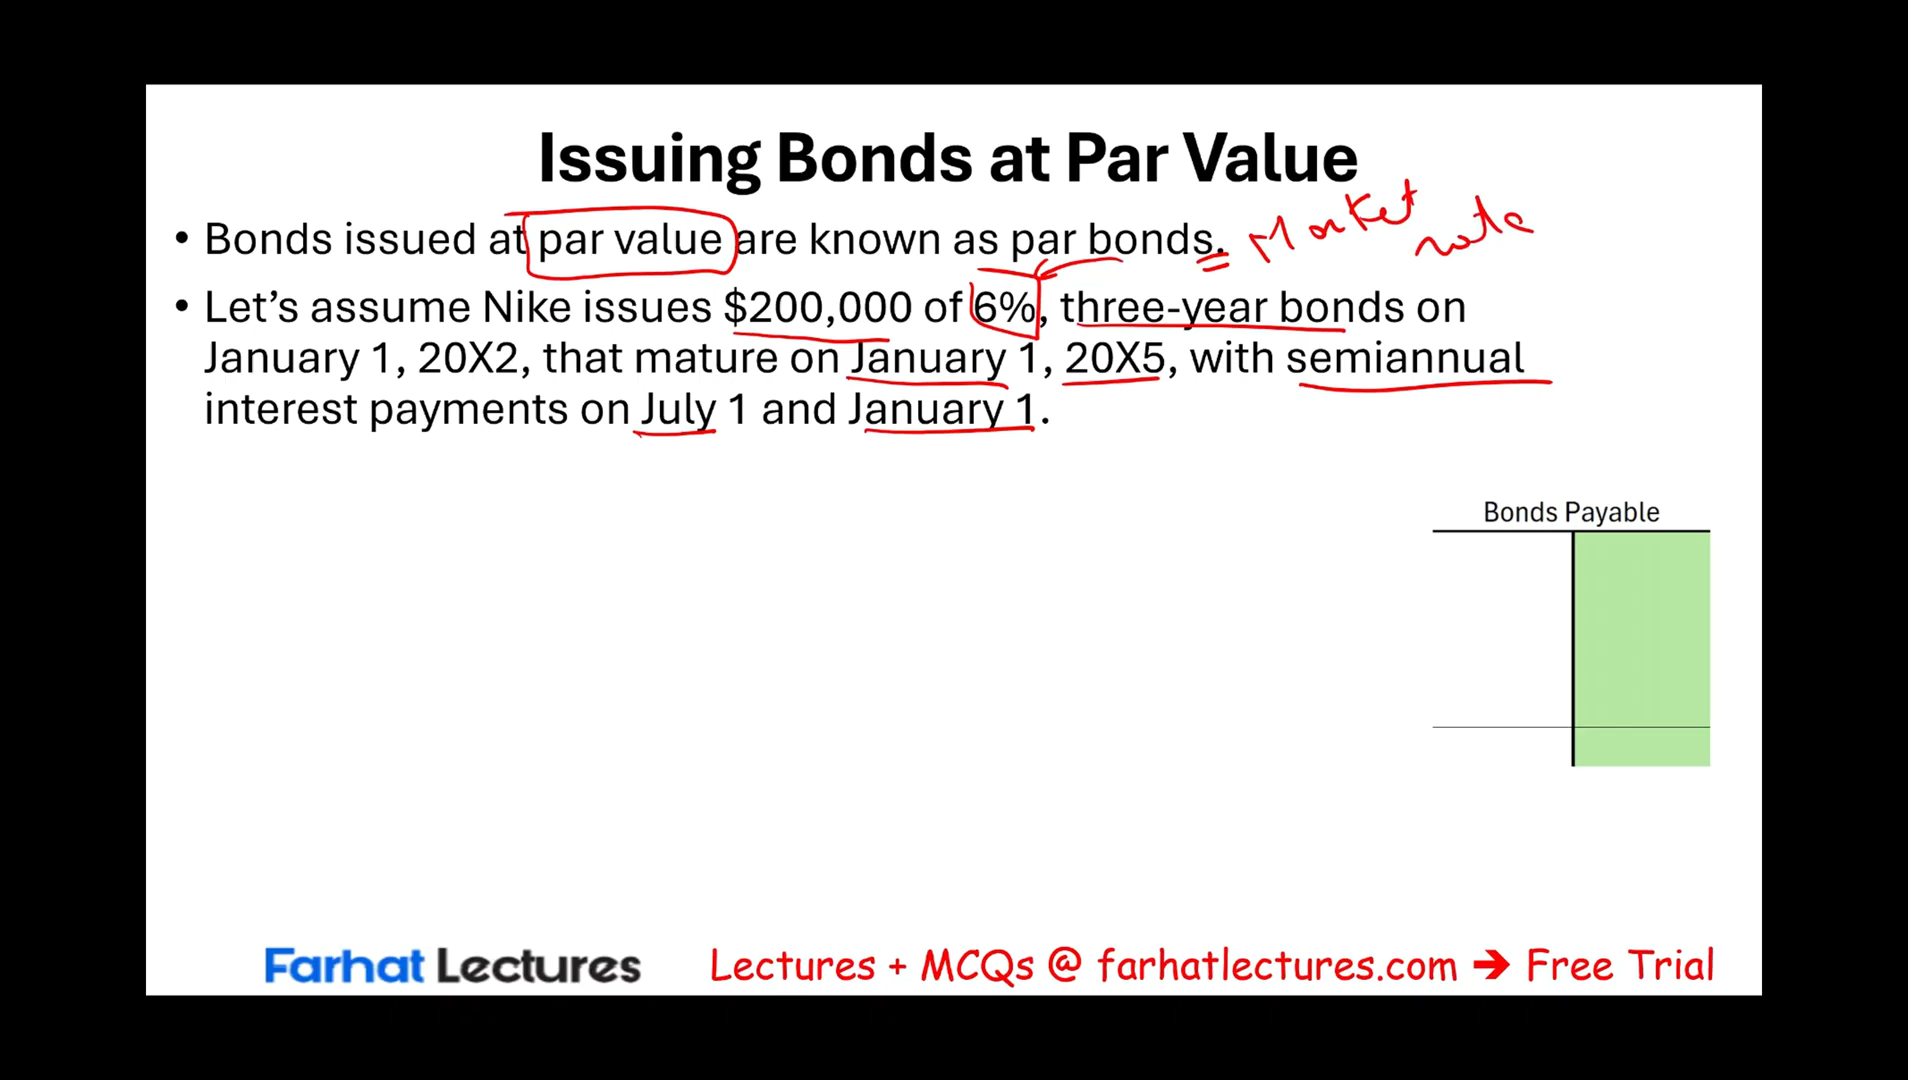 Issuing Bonds at Par Value
• Bonds issued at par value are known as par bonds. = Market rate
• Let’s assume Nike issues $200,000 of 6%, three-year bonds on
January 1, 20X2, that mature on January 1, 20X5, with semiannual
interest payments on July 1 and January 1.
Bonds Payable
Farhat Lectures
Lectures + MCQs @ farhatlectures.com ➔ Free Trial